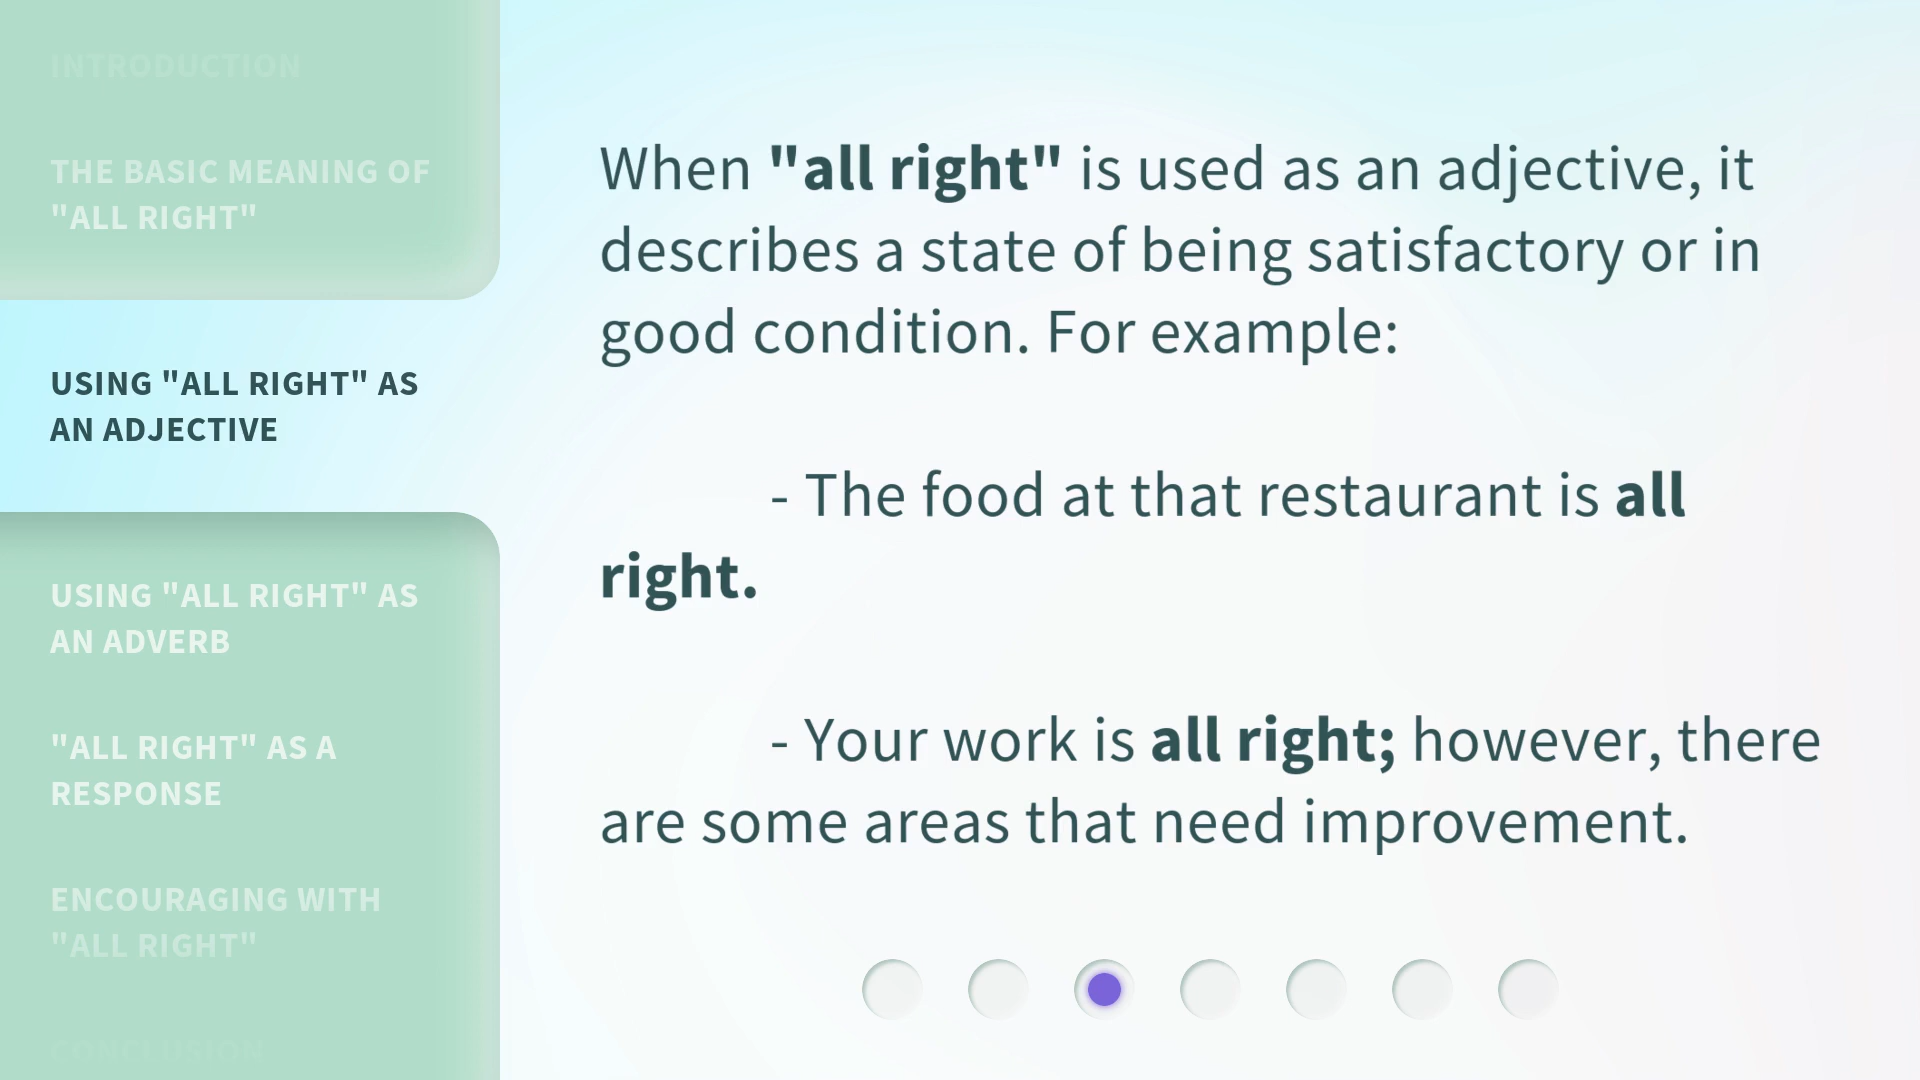 INTRODUCTION
THE BASIC MEANING OF
"ALL RIGHT"
USING "ALL RIGHT" AS
AN ADJECTIVE
USING "ALL RIGHT" AS
AN ADVERB
"ALL RIGHT" AS A
RESPONSE
ENCOURAGING WITH
"ALL RIGHT"
CONCLUSION
When "all right" is used as an adjective, it
describes a state of being satisfactory or in
good condition. For example:
- The food at that restaurant is all
right.
- Your work is all right; however, there
are some areas that need improvement.